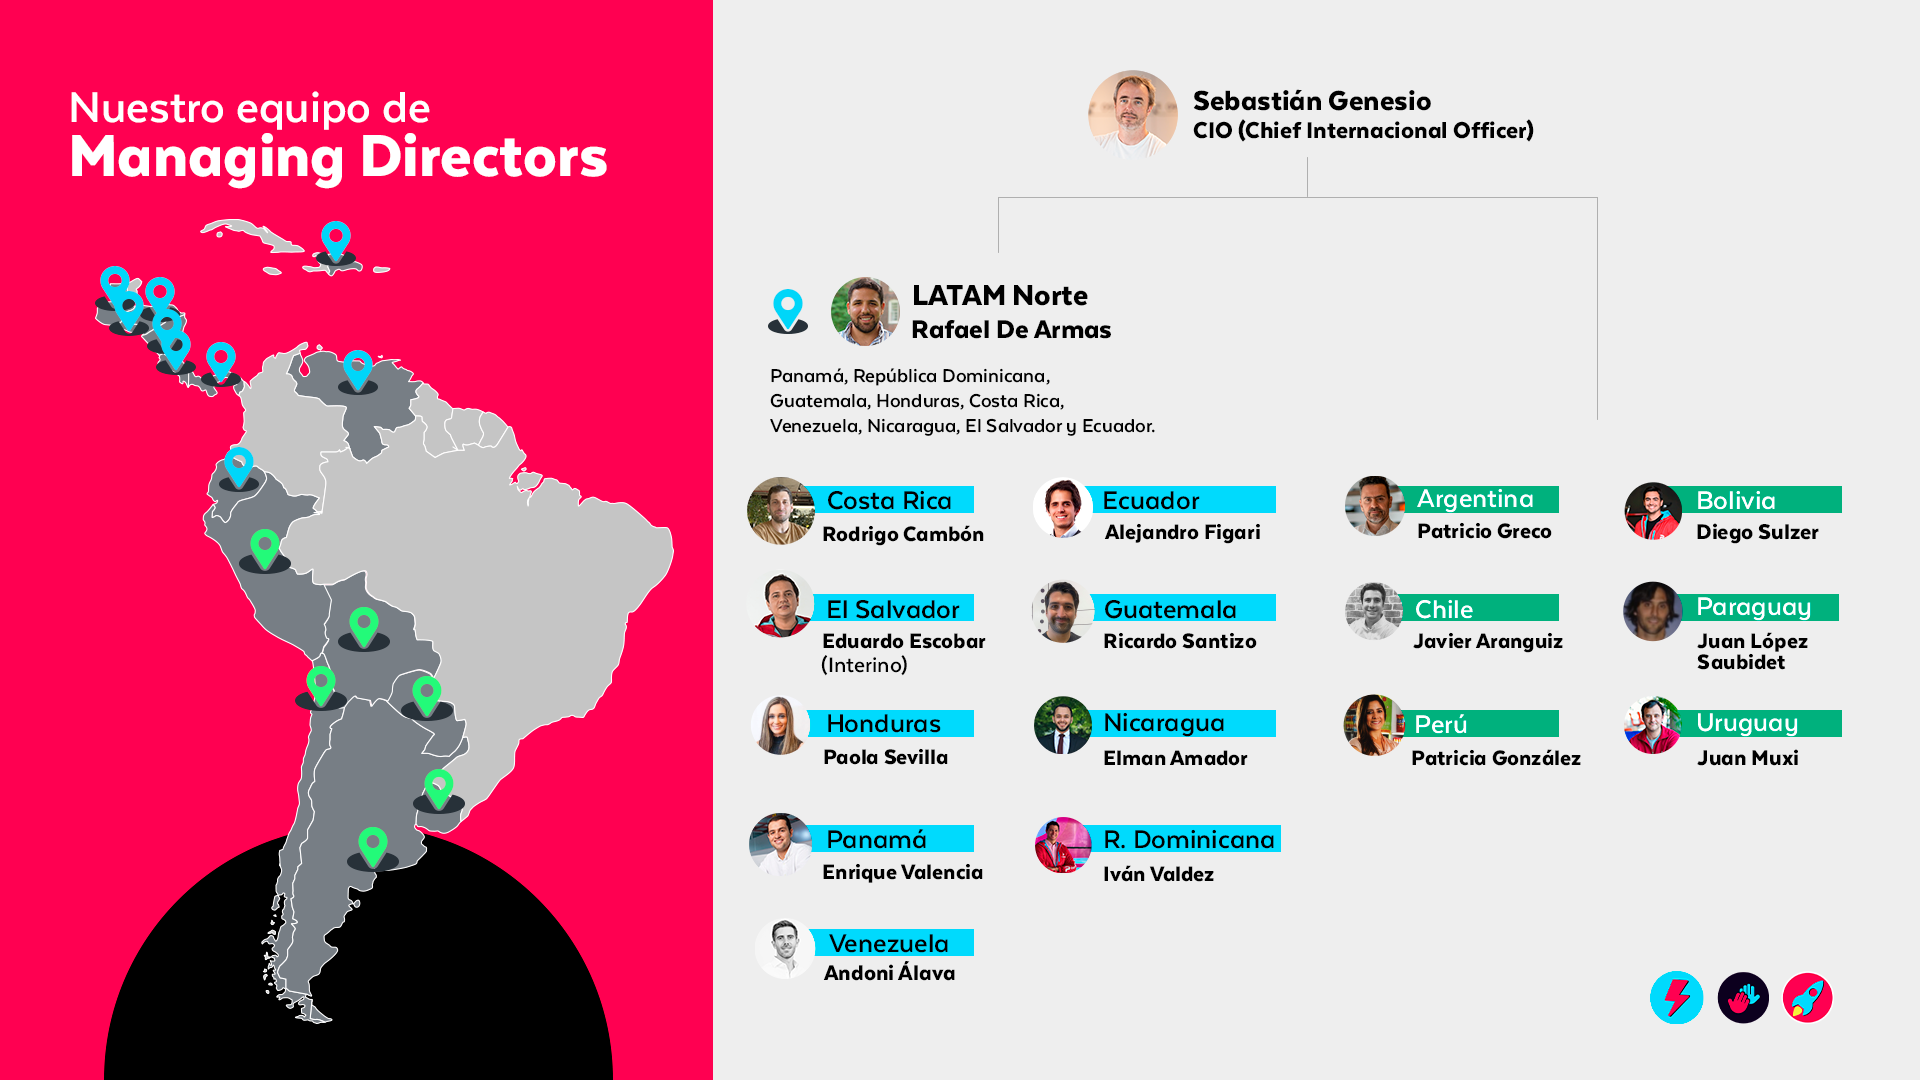 Nuestro equipo de
Managing Directors
Sebastián Genesio
CIO (Chief Internacional Officer)
LATAM Norte
Rafael De Armas
Panamá, República Dominicana,
Guatemala, Honduras, Costa Rica,
Venezuela, Nicaragua, El Salvador y Ecuador.
Costa Rica
Rodrigo Cambón
Ecuador
Alejandro Figari
Argentina
Patricio Greco
Bolivia
Diego Sulzer
El Salvador
Eduardo Escobar
(Interino)
Guatemala
Ricardo Santizo
Chile
Javier Aranguiz
Paraguay
Juan López
Saubidet
Honduras
Paola Sevilla
Nicaragua
Elman Amador
Perú
Patricia González
Uruguay
Juan Muxi
Panamá
Enrique Valencia
R. Dominicana
Iván Valdez
Venezuela
Andoni Álava